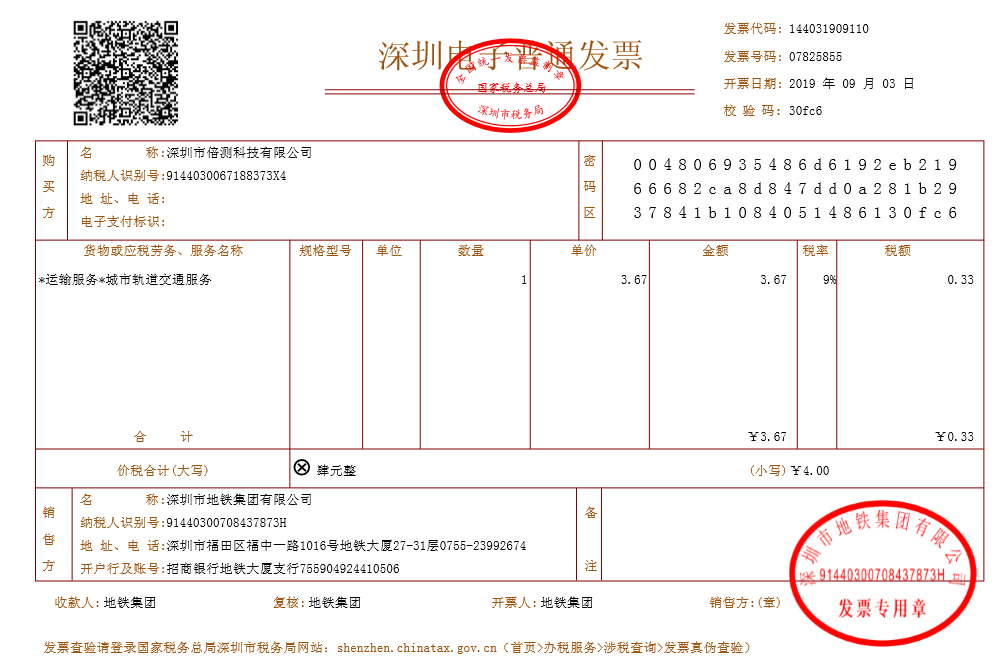 深圳电子普通发票
全国统一发票监制章
国家税务总局
深圳市税务局
发票代码: 144031909110
发票号码: 07825855
开票日期: 2019 年 09 月 03 日
校 验 码: 30fc6
购买方
名 称:深圳市倍测科技有限公司
纳税人识别号:9144030067188373X4
地 址、电 话:
电子支付标识:
密码区
004806935486d6192eb219
66682ca8d847dd0a281b29
37841b1084051486130fc6
货物或应税劳务、服务名称 规格型号 单位 数量 单价 金额 税率 税额
*运输服务*城市轨道交通服务 1 3.67 3.67 9% 0.33
合 计 ¥3.67 ¥0.33
价税合计(大写) ⊗ 肆元整 (小写) ¥4.00
销售方
名 称:深圳市地铁集团有限公司
纳税人识别号:91440300708437873H
地 址、电 话:深圳市福田区福中一路1016号地铁大厦27-31层0755-23992674
开户行及账号:招商银行地铁大厦支行755904924410506
备注
深圳市地铁集团有限公司
91440300708437873H
发票专用章
收款人: 地铁集团 复核: 地铁集团 开票人: 地铁集团 销售方:(章)
发票查验请登录国家税务总局深圳市税务局网站: shenzhen.chinatax.gov.cn (首页>办税服务>涉税查询>发票真伪查验)